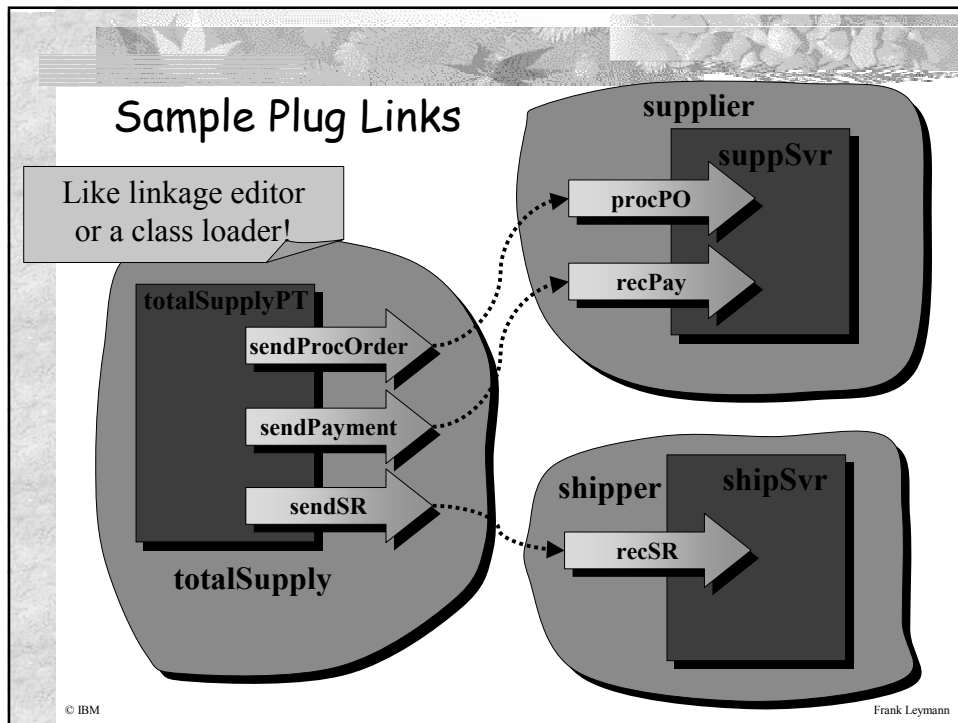 Sample Plug Links
Like linkage editor
or a class loader!
totalSupplyPT
sendProcOrder
sendPayment
sendSR
totalSupply
supplier
suppSvr
procPO
recPay
shipper
shipSvr
recSR
© IBM
Frank Leymann